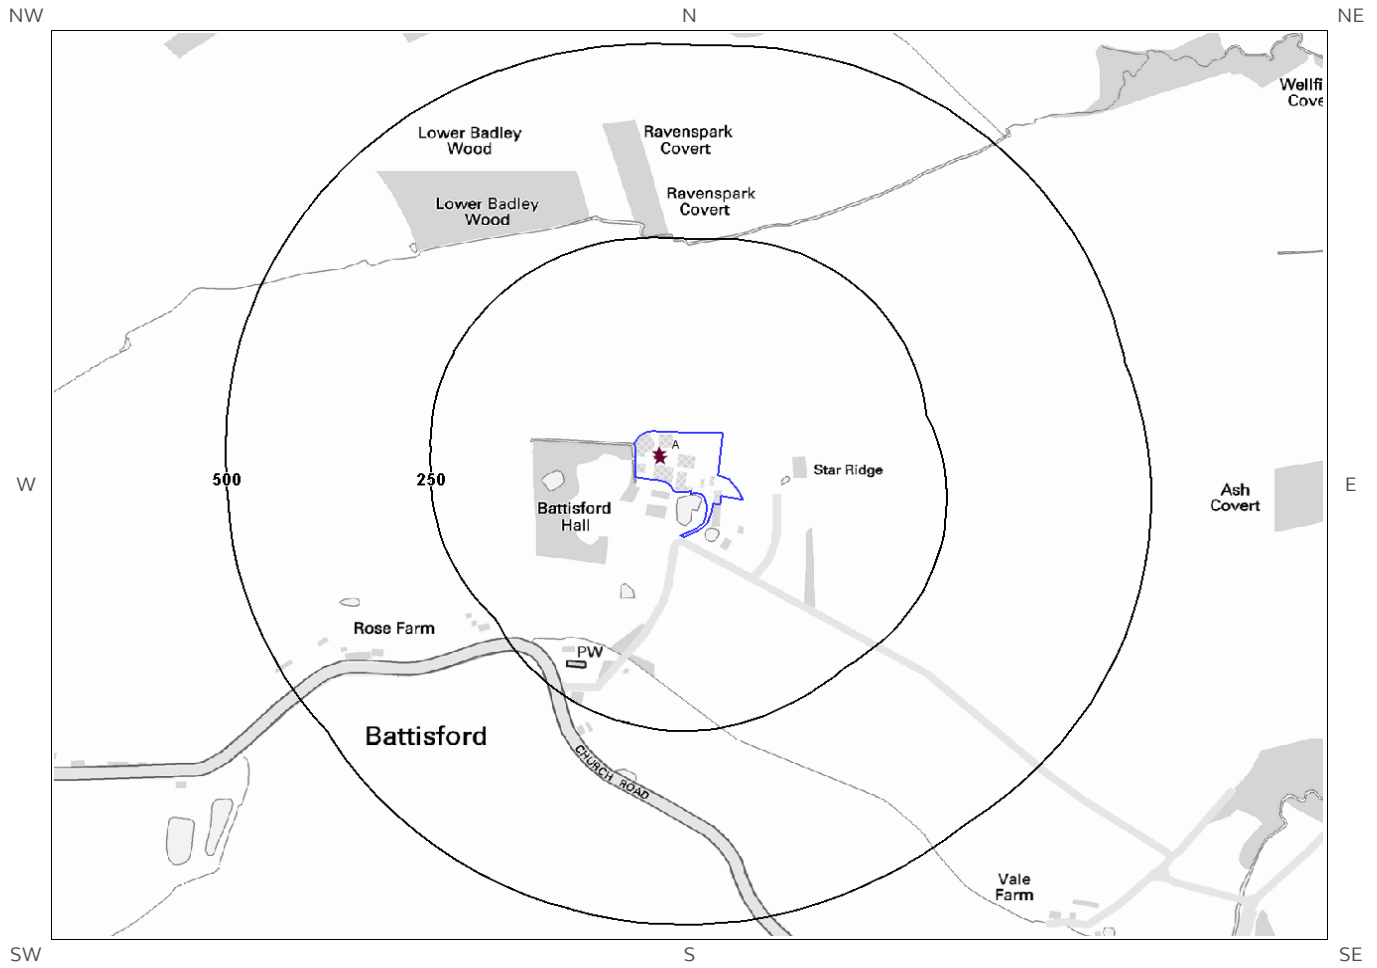 NW
N
NE
Wellfi
Cove
Lower Badley
Wood
Ravenspark
Covert
Lower Badley
Wood
Ravenspark
Covert
A
W
500
250
Star Ridge
E
Ash
Covert
Battisford
Hall
Rose Farm
PW
Battisford
CHURCH ROAD
Vale
Farm
SW
S
SE